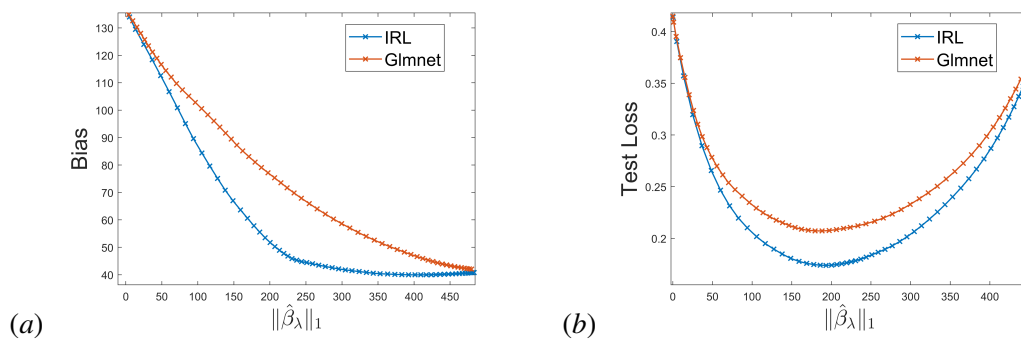 Bias
130
120
110
100
90
80
70
60
50
40
0 50 100 150 200 250 300 350 400 450
‖β̂_λ‖₁
IRL
Glmnet
(a)
Test Loss
0.4
0.35
0.3
0.25
0.2
0 50 100 150 200 250 300 350 400
‖β̂_λ‖₁
IRL
Glmnet
(b)